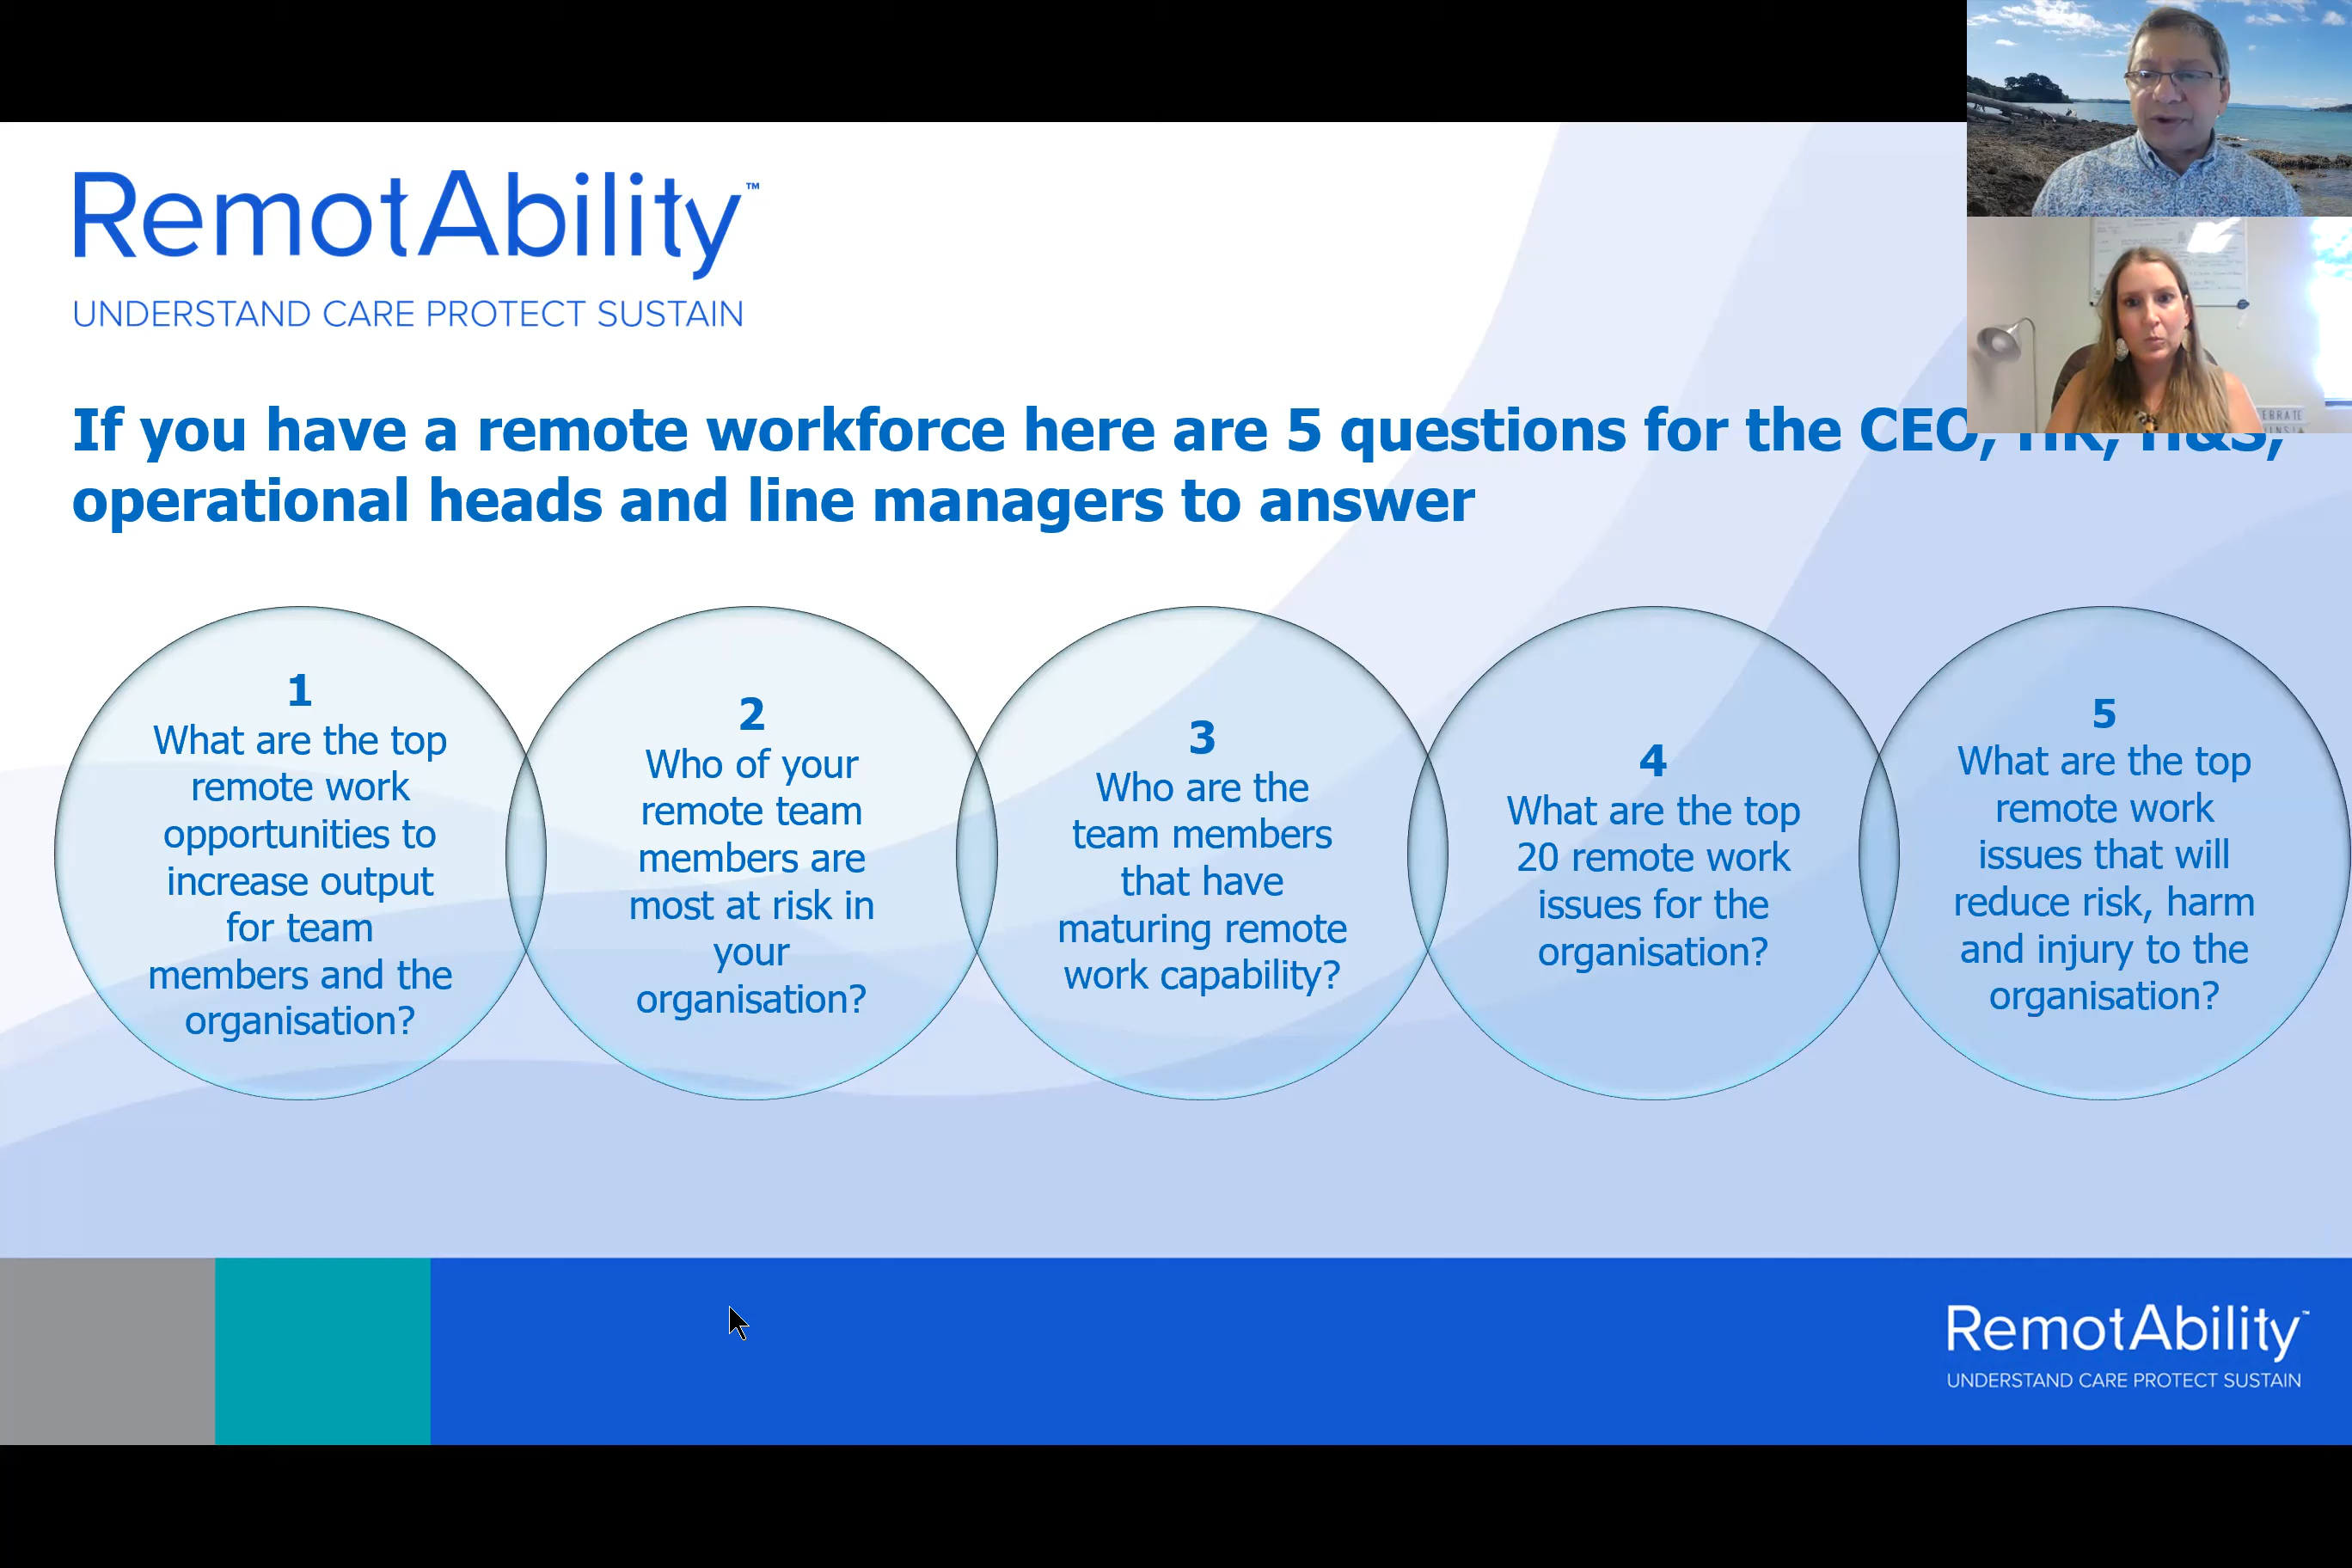 RemotAbility™
UNDERSTAND CARE PROTECT SUSTAIN
If you have a remote workforce here are 5 questions for the CEO, HR, H&S,
operational heads and line managers to answer
1
What are the top
remote work
opportunities to
increase output
for team
members and the
organisation?
2
Who of your
remote team
members are
most at risk in
your
organisation?
3
Who are the
team members
that have
maturing remote
work capability?
4
What are the top
20 remote work
issues for the
organisation?
5
What are the top
remote work
issues that will
reduce risk, harm
and injury to the
organisation?
RemotAbility™
UNDERSTAND CARE PROTECT SUSTAIN